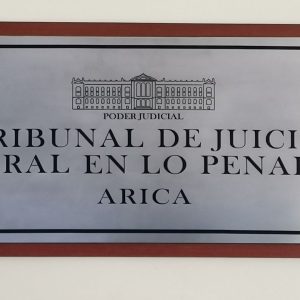 PODER JUDICIAL
RIBUNAL DE JUICI
RAL EN LO PENA
ARICA